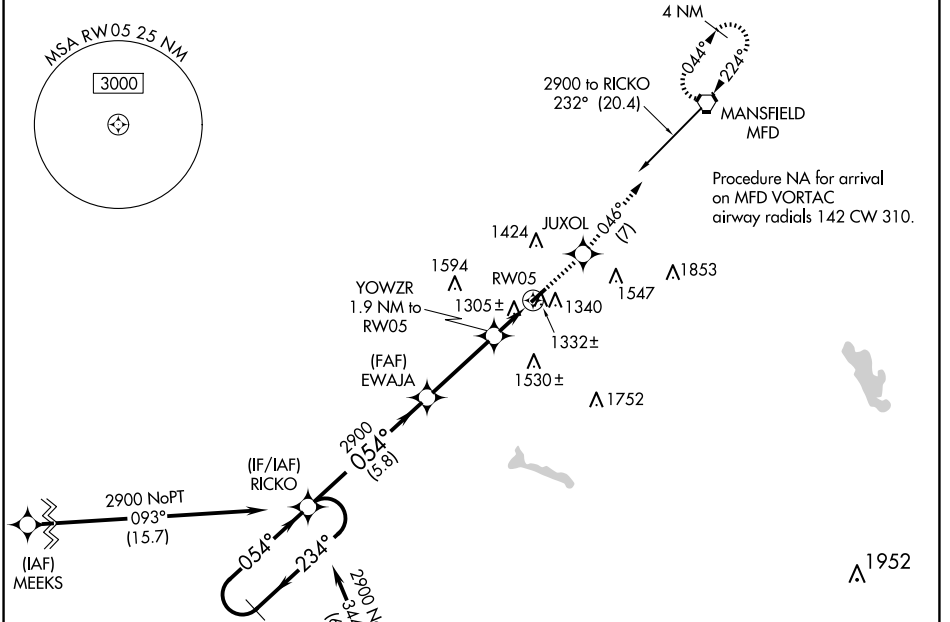 MSA RW05 25 NM
3000
4 NM
044°
224°
2900 to RICKO
232° (20.4)
MANSFIELD
MFD
Procedure NA for arrival
on MFD VORTAC
airway radials 142 CW 310.
JUXOL
046°
(7)
1424
1594
RW05
1853
1547
YOWZR
1.9 NM to
RW05
1305±
1340
1332±
(FAF)
EWAJA
1530±
1752
2900
054°
(5.8)
(IF/IAF)
RICKO
2900 NoPT
093°
(15.7)
(IAF)
MEEKS
054°
234°
2900
1952